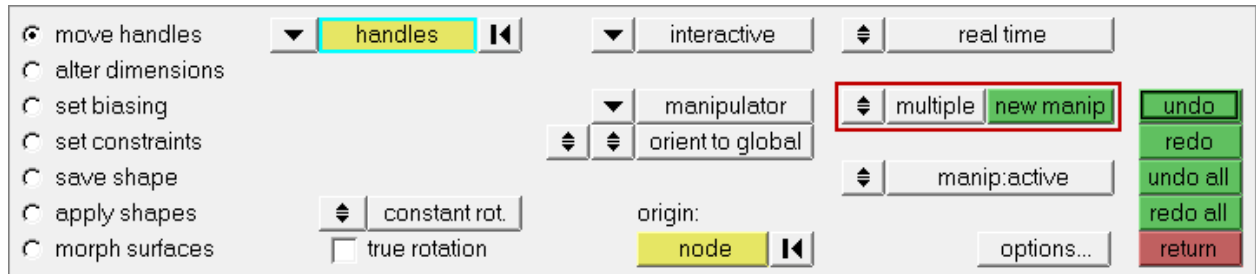 move handles handles interactive real time
alter dimensions
set biasing manipulator multiple new manip undo
set constraints orient to global redo
save shape manip:active undo all
apply shapes constant rot. origin: redo all
morph surfaces true rotation node options... return